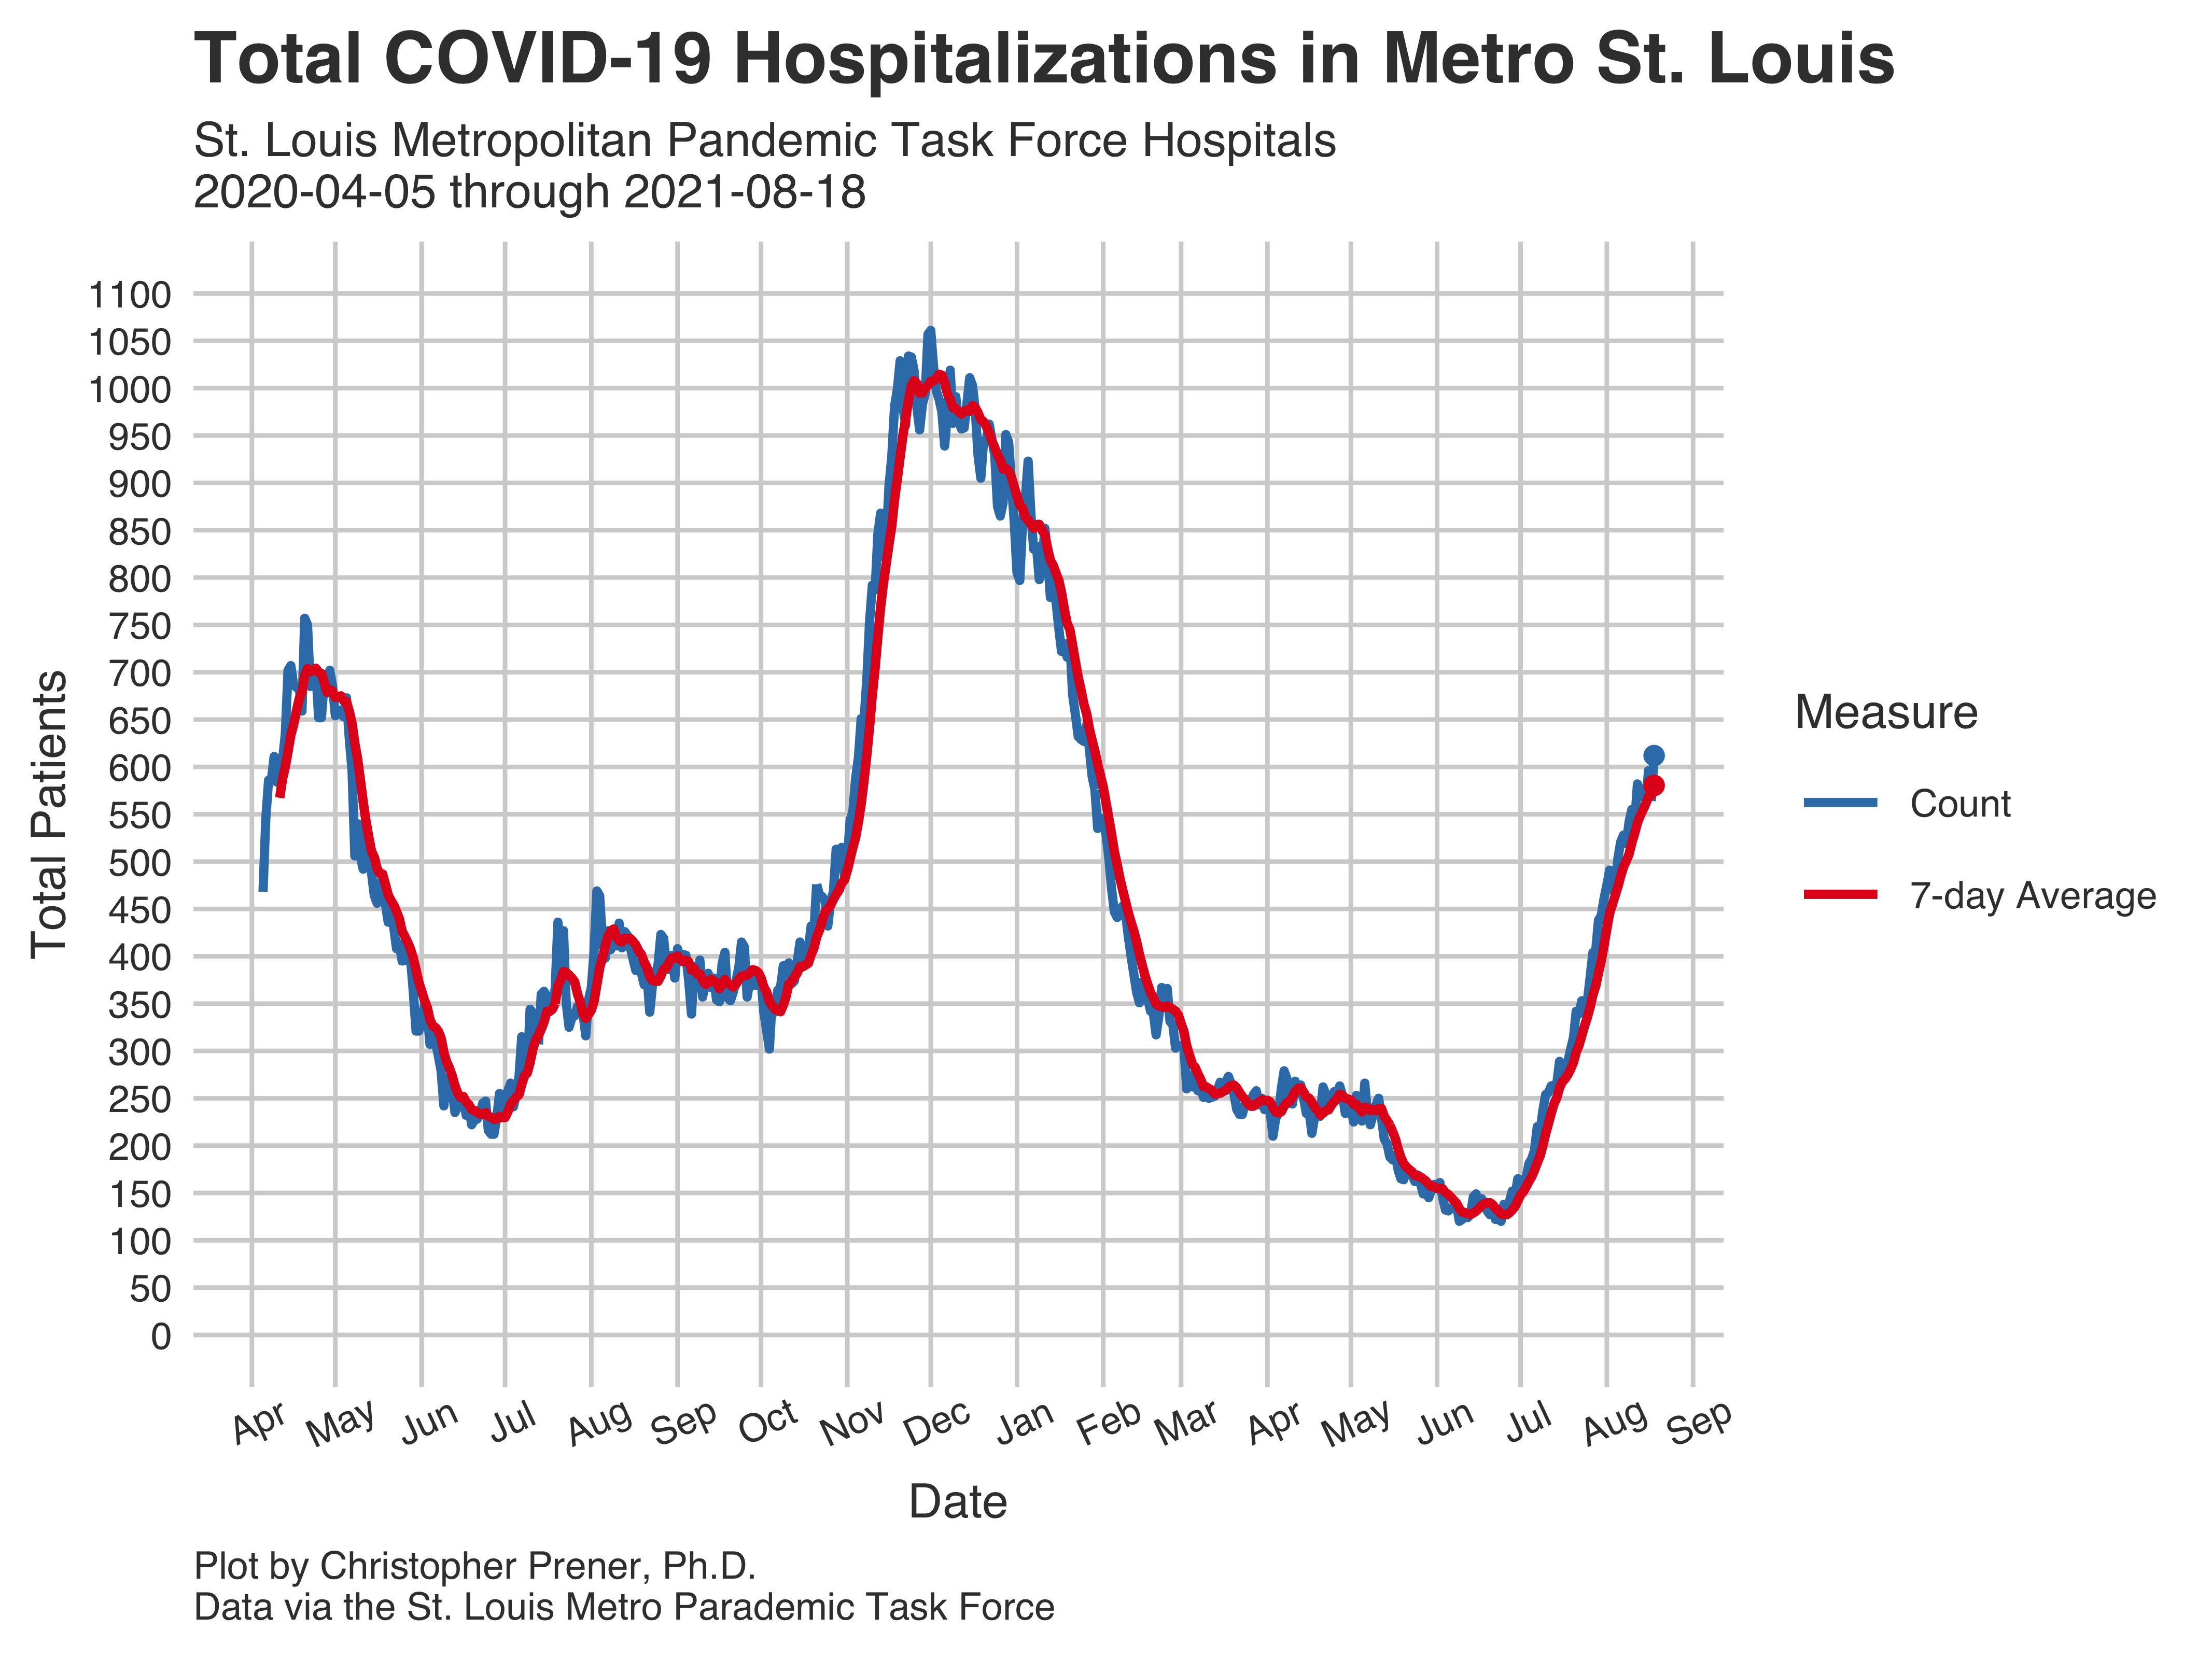 Total COVID-19 Hospitalizations in Metro St. Louis
St. Louis Metropolitan Pandemic Task Force Hospitals
2020-04-05 through 2021-08-18
1100
1050
1000
950
900
850
800
750
700
650
600
550
500
450
400
350
300
250
200
150
100
50
0
Total Patients
Apr May Jun Jul Aug Sep Oct Nov Dec Jan Feb Mar Apr May Jun Jul Aug Sep
Date
Measure
Count
7-day Average
Plot by Christopher Prener, Ph.D.
Data via the St. Louis Metro Parademic Task Force